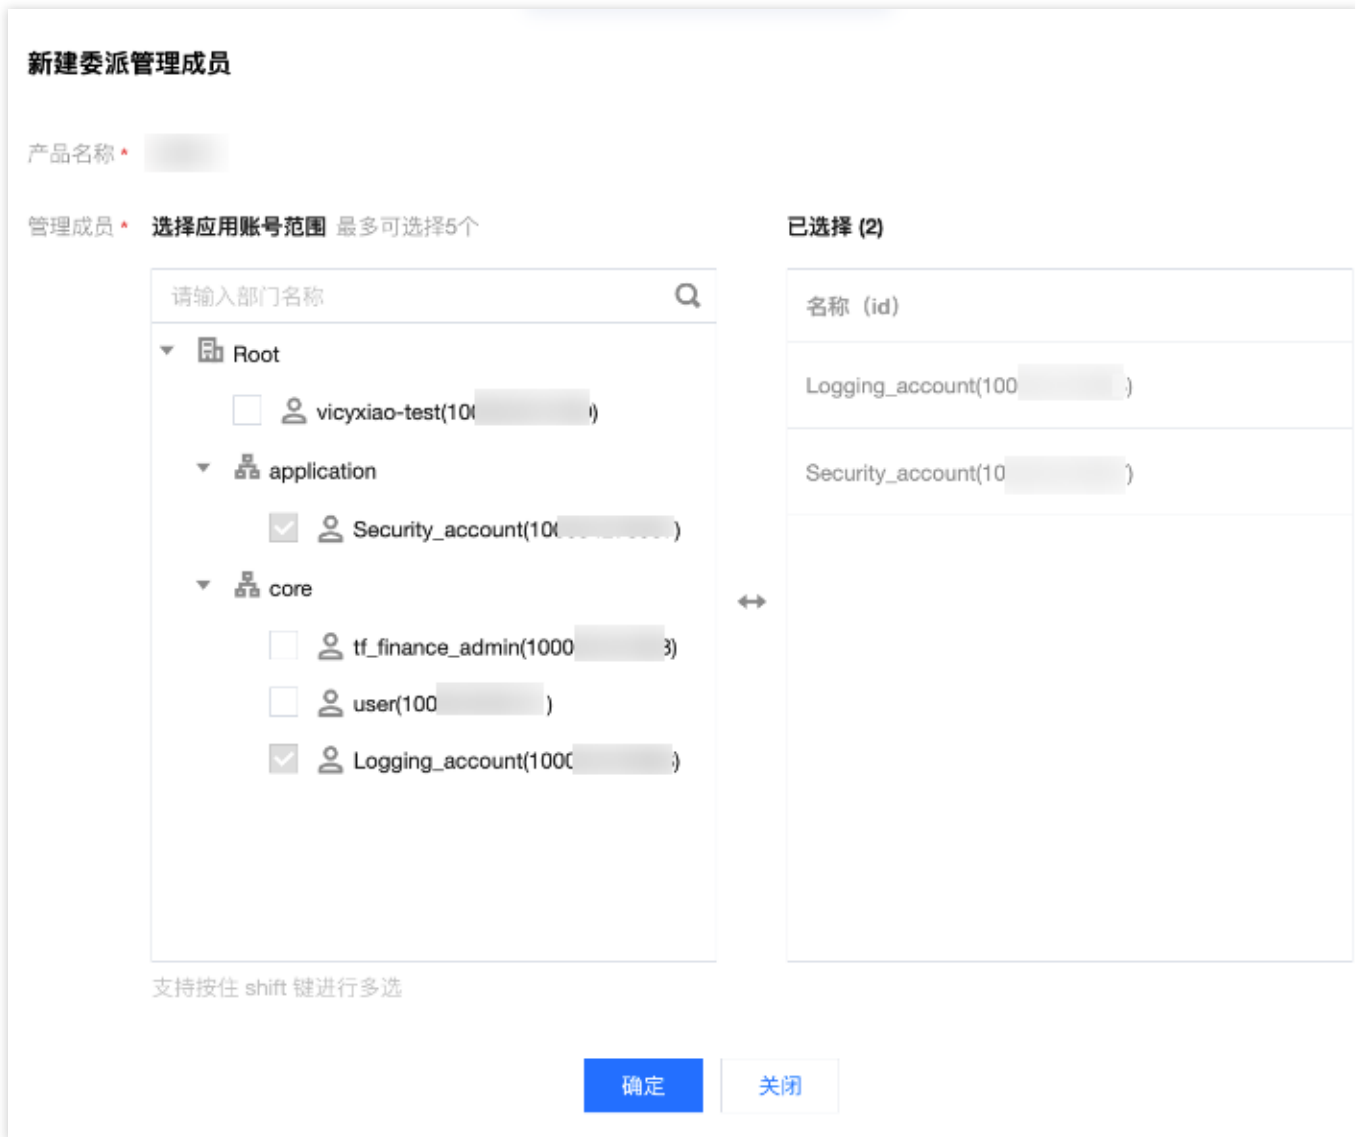 新建委派管理成员
产品名称 *
管理成员 * 选择应用账号范围 最多可选择5个
请输入部门名称
Root
vicyxiao-test(10 )
application
Security_account(10 )
core
tf_finance_admin(1000 )
user(100 )
Logging_account(100 )
支持按住 shift 键进行多选
已选择 (2)
名称（id）
Logging_account(100 )
Security_account(10 )
确定 关闭